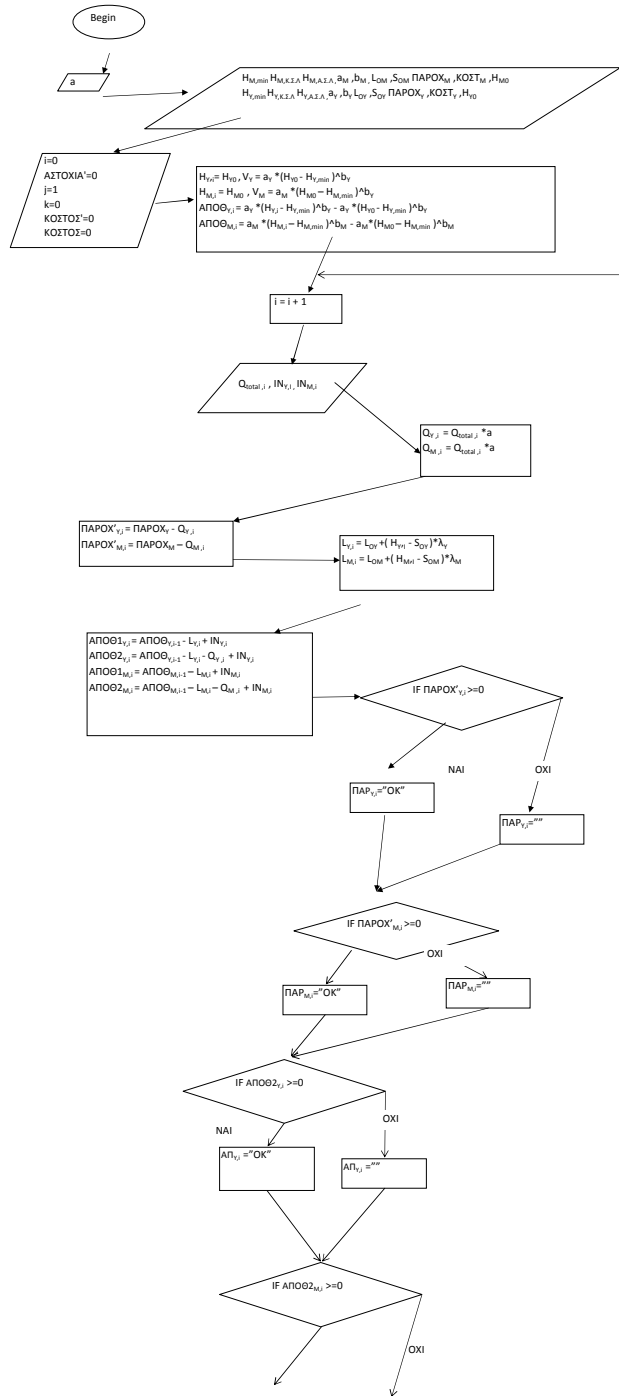 Begin
a
H_M,min H_M,Κ.Σ.Λ H_M,Α.Σ.Λ, a_M ,b_M, L_OM ,S_OM ΠΑΡΟΧ_M ,ΚΟΣΤ_M ,H_M0
H_Y,min H_Y,Κ.Σ.Λ H_Y,Α.Σ.Λ, a_Y ,b_Y L_OY ,S_OY ΠΑΡΟΧ_Y ,ΚΟΣΤ_Y ,H_Y0
i=0
ΑΣΤΟΧΙΑ'=0
j=1
k=0
ΚΟΣΤΟΣ'=0
ΚΟΣΤΟΣ=0
H_Y,i= H_Y0 , V_Y = a_Y *(H_Y0 - H_Y,min )^b_Y
H_M,i = H_M0 , V_M = a_M *(H_M0 – H_M,min )^b_Y
ΑΠΟΘ_Y,i = a_Y *(H_Y,i - H_Y,min )^b_Y - a_Y *(H_Y0 - H_Y,min )^b_Y
ΑΠΟΘ_M,i = a_M *(H_M,i – H_M,min )^b_M - a_M *(H_M0 – H_M,min )^b_M
i = i + 1
Q_total ,i , IN_Y,i , IN_M,i
Q_Y ,i = Q_total ,i *a
Q_M ,i = Q_total ,i *a
ΠΑΡΟΧ'_Y,i = ΠΑΡΟΧ_Y - Q_Y ,i
ΠΑΡΟΧ'_M,i = ΠΑΡΟΧ_M – Q_M ,i
L_Y,i = L_OY +( H_Y,i - S_OY )*λ_Y
L_M,i = L_OM +( H_M,i - S_OM )*λ_M
ΑΠΟΘ1_Y,i = ΑΠΟΘ_Y,i-1 - L_Y,i + IN_Y,i
ΑΠΟΘ2_Y,i = ΑΠΟΘ_Y,i-1 - L_Y,i - Q_Y ,i + IN_Y,i
ΑΠΟΘ1_M,i = ΑΠΟΘ_M,i-1 – L_M,i + IN_M,i
ΑΠΟΘ2_M,i = ΑΠΟΘ_M,i-1 – L_M,i – Q_M ,i + IN_M,i
IF ΠΑΡΟΧ'_Y,i >=0
ΝΑΙ
ΟΧΙ
ΠΑΡ_Y,i="OK"
ΠΑΡ_Y,i=""
IF ΠΑΡΟΧ'_M,i >=0
ΟΧΙ
ΠΑΡ_M,i="OK"
ΠΑΡ_M,i=""
IF ΑΠΟΘ2_Y,i >=0
ΝΑΙ
ΟΧΙ
ΑΠ_Y,i ="OK"
ΑΠ_Y,i =""
IF ΑΠΟΘ2_M,i >=0
ΟΧΙ